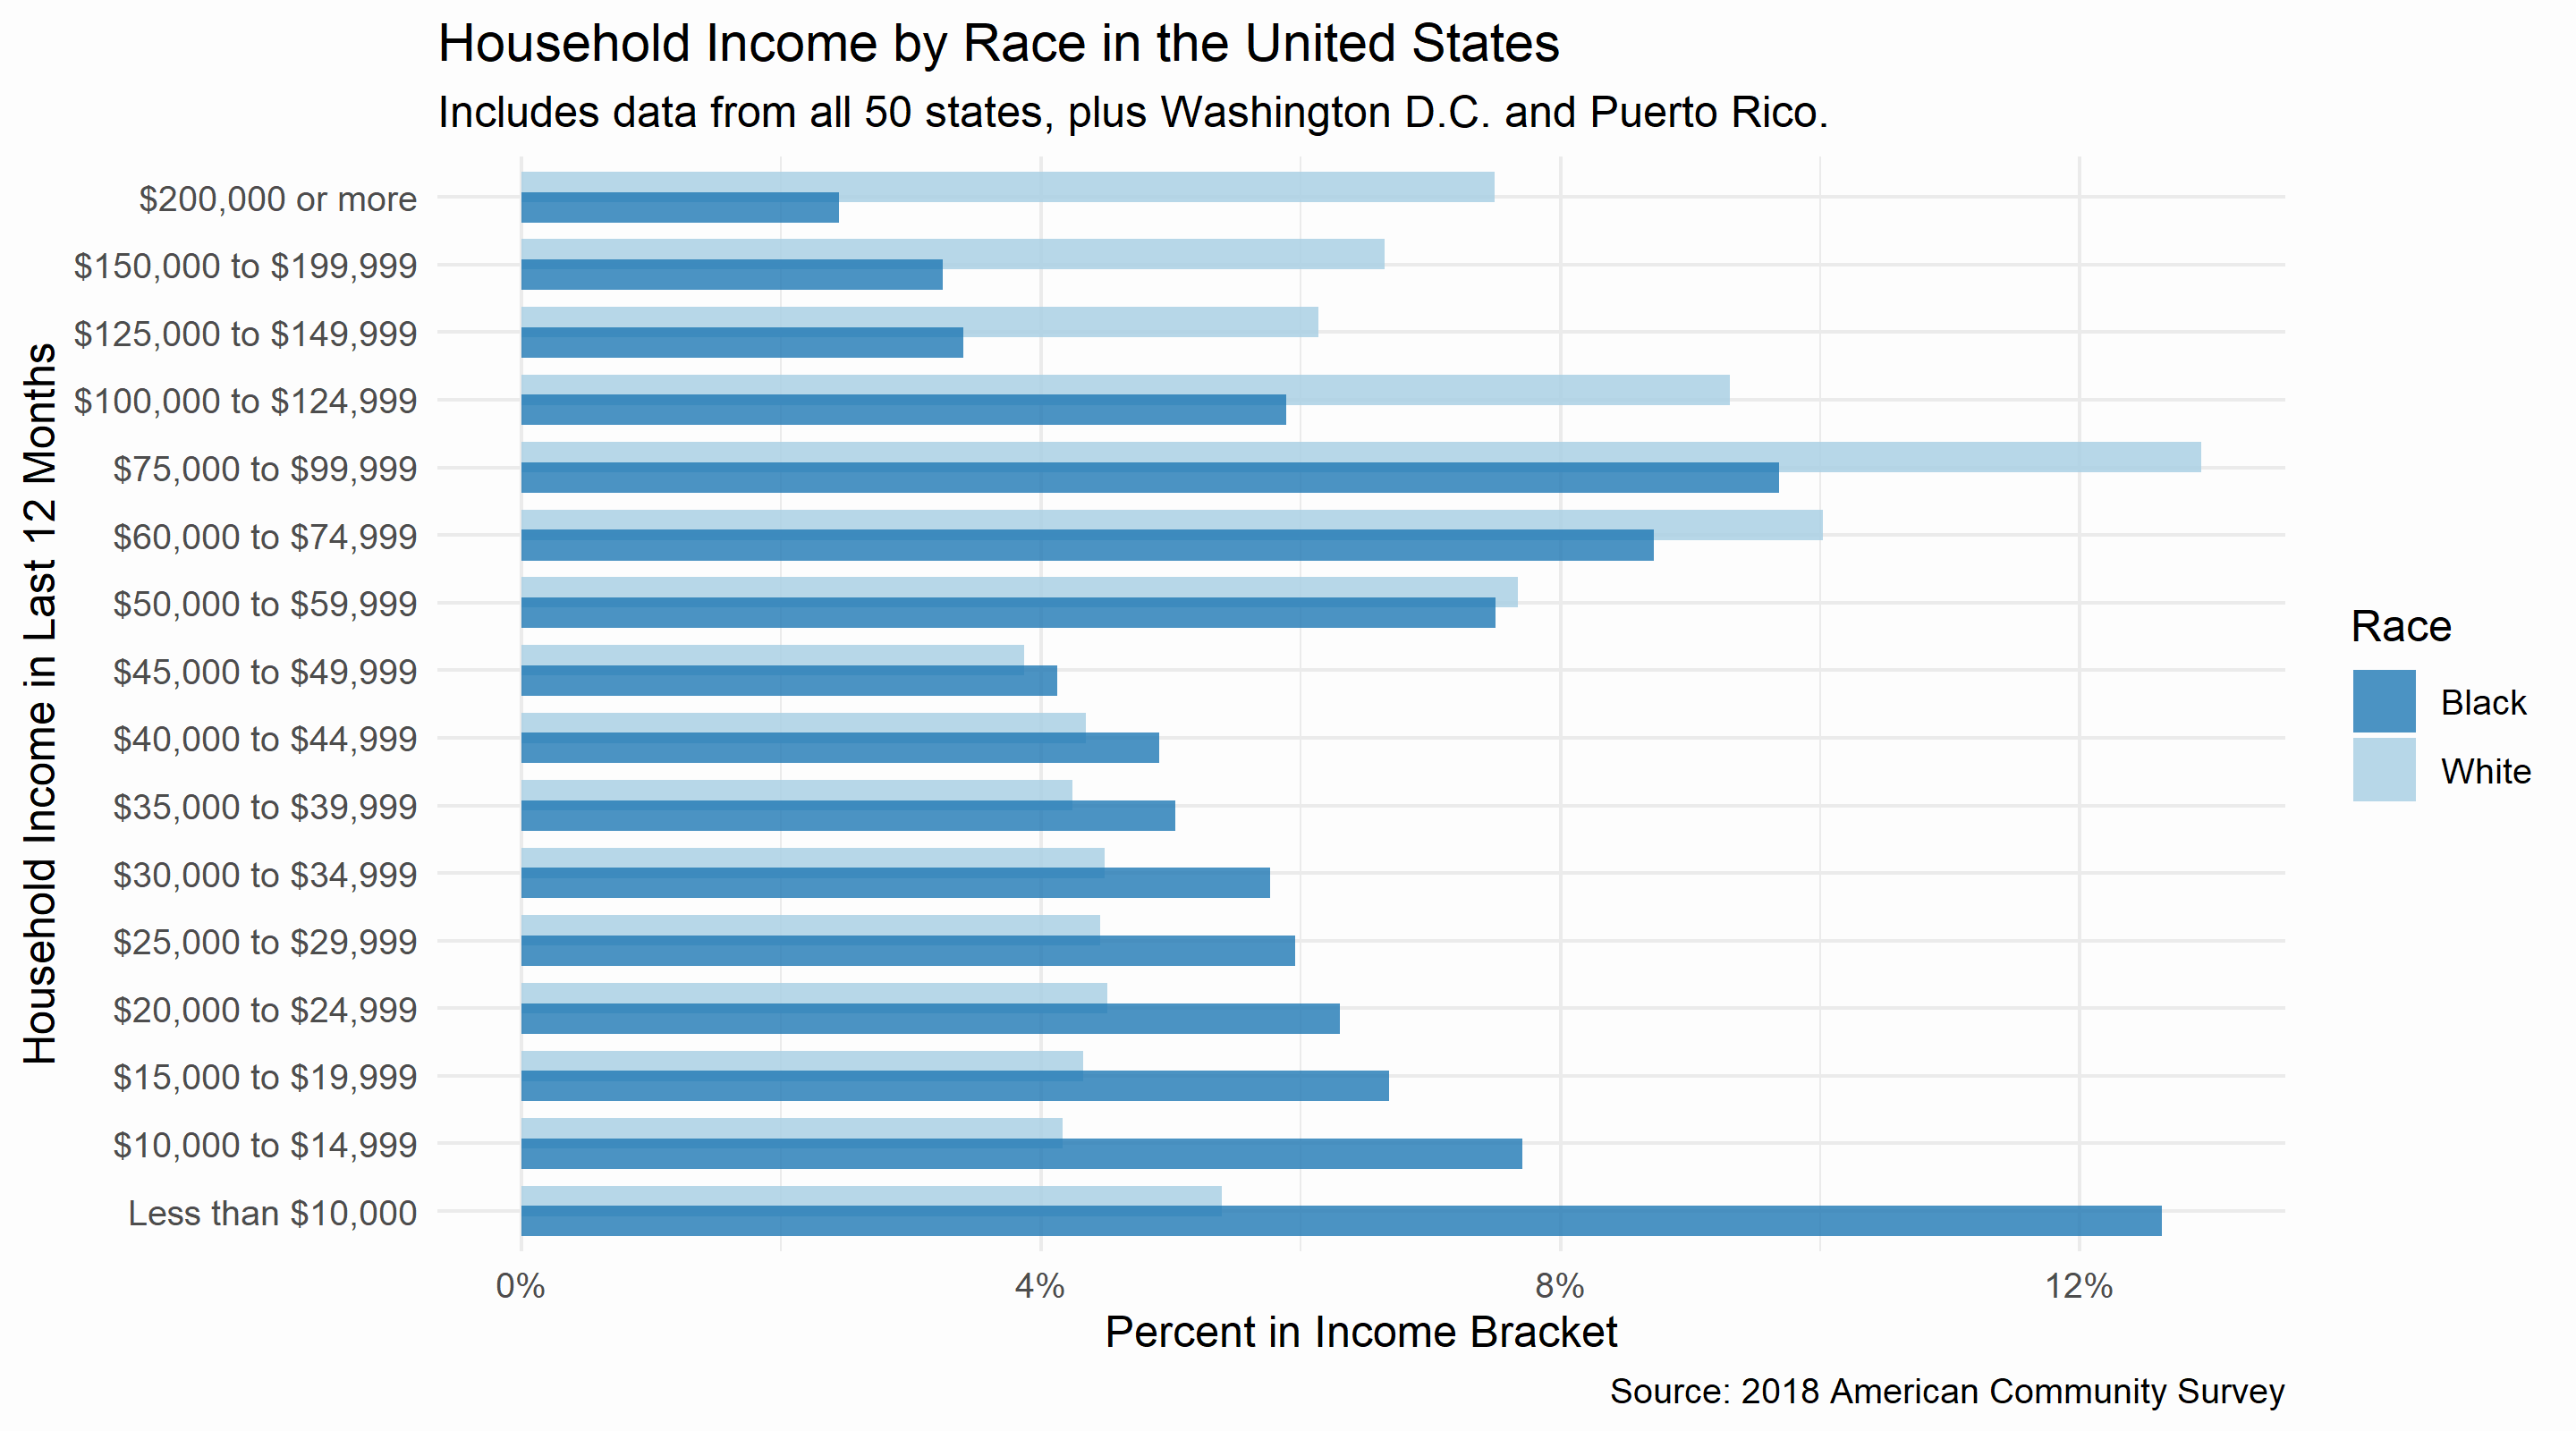 Household Income by Race in the United States
Includes data from all 50 states, plus Washington D.C. and Puerto Rico.
Household Income in Last 12 Months
$200,000 or more
$150,000 to $199,999
$125,000 to $149,999
$100,000 to $124,999
$75,000 to $99,999
$60,000 to $74,999
$50,000 to $59,999
$45,000 to $49,999
$40,000 to $44,999
$35,000 to $39,999
$30,000 to $34,999
$25,000 to $29,999
$20,000 to $24,999
$15,000 to $19,999
$10,000 to $14,999
Less than $10,000
0% 4% 8% 12%
Percent in Income Bracket
Race
Black
White
Source: 2018 American Community Survey